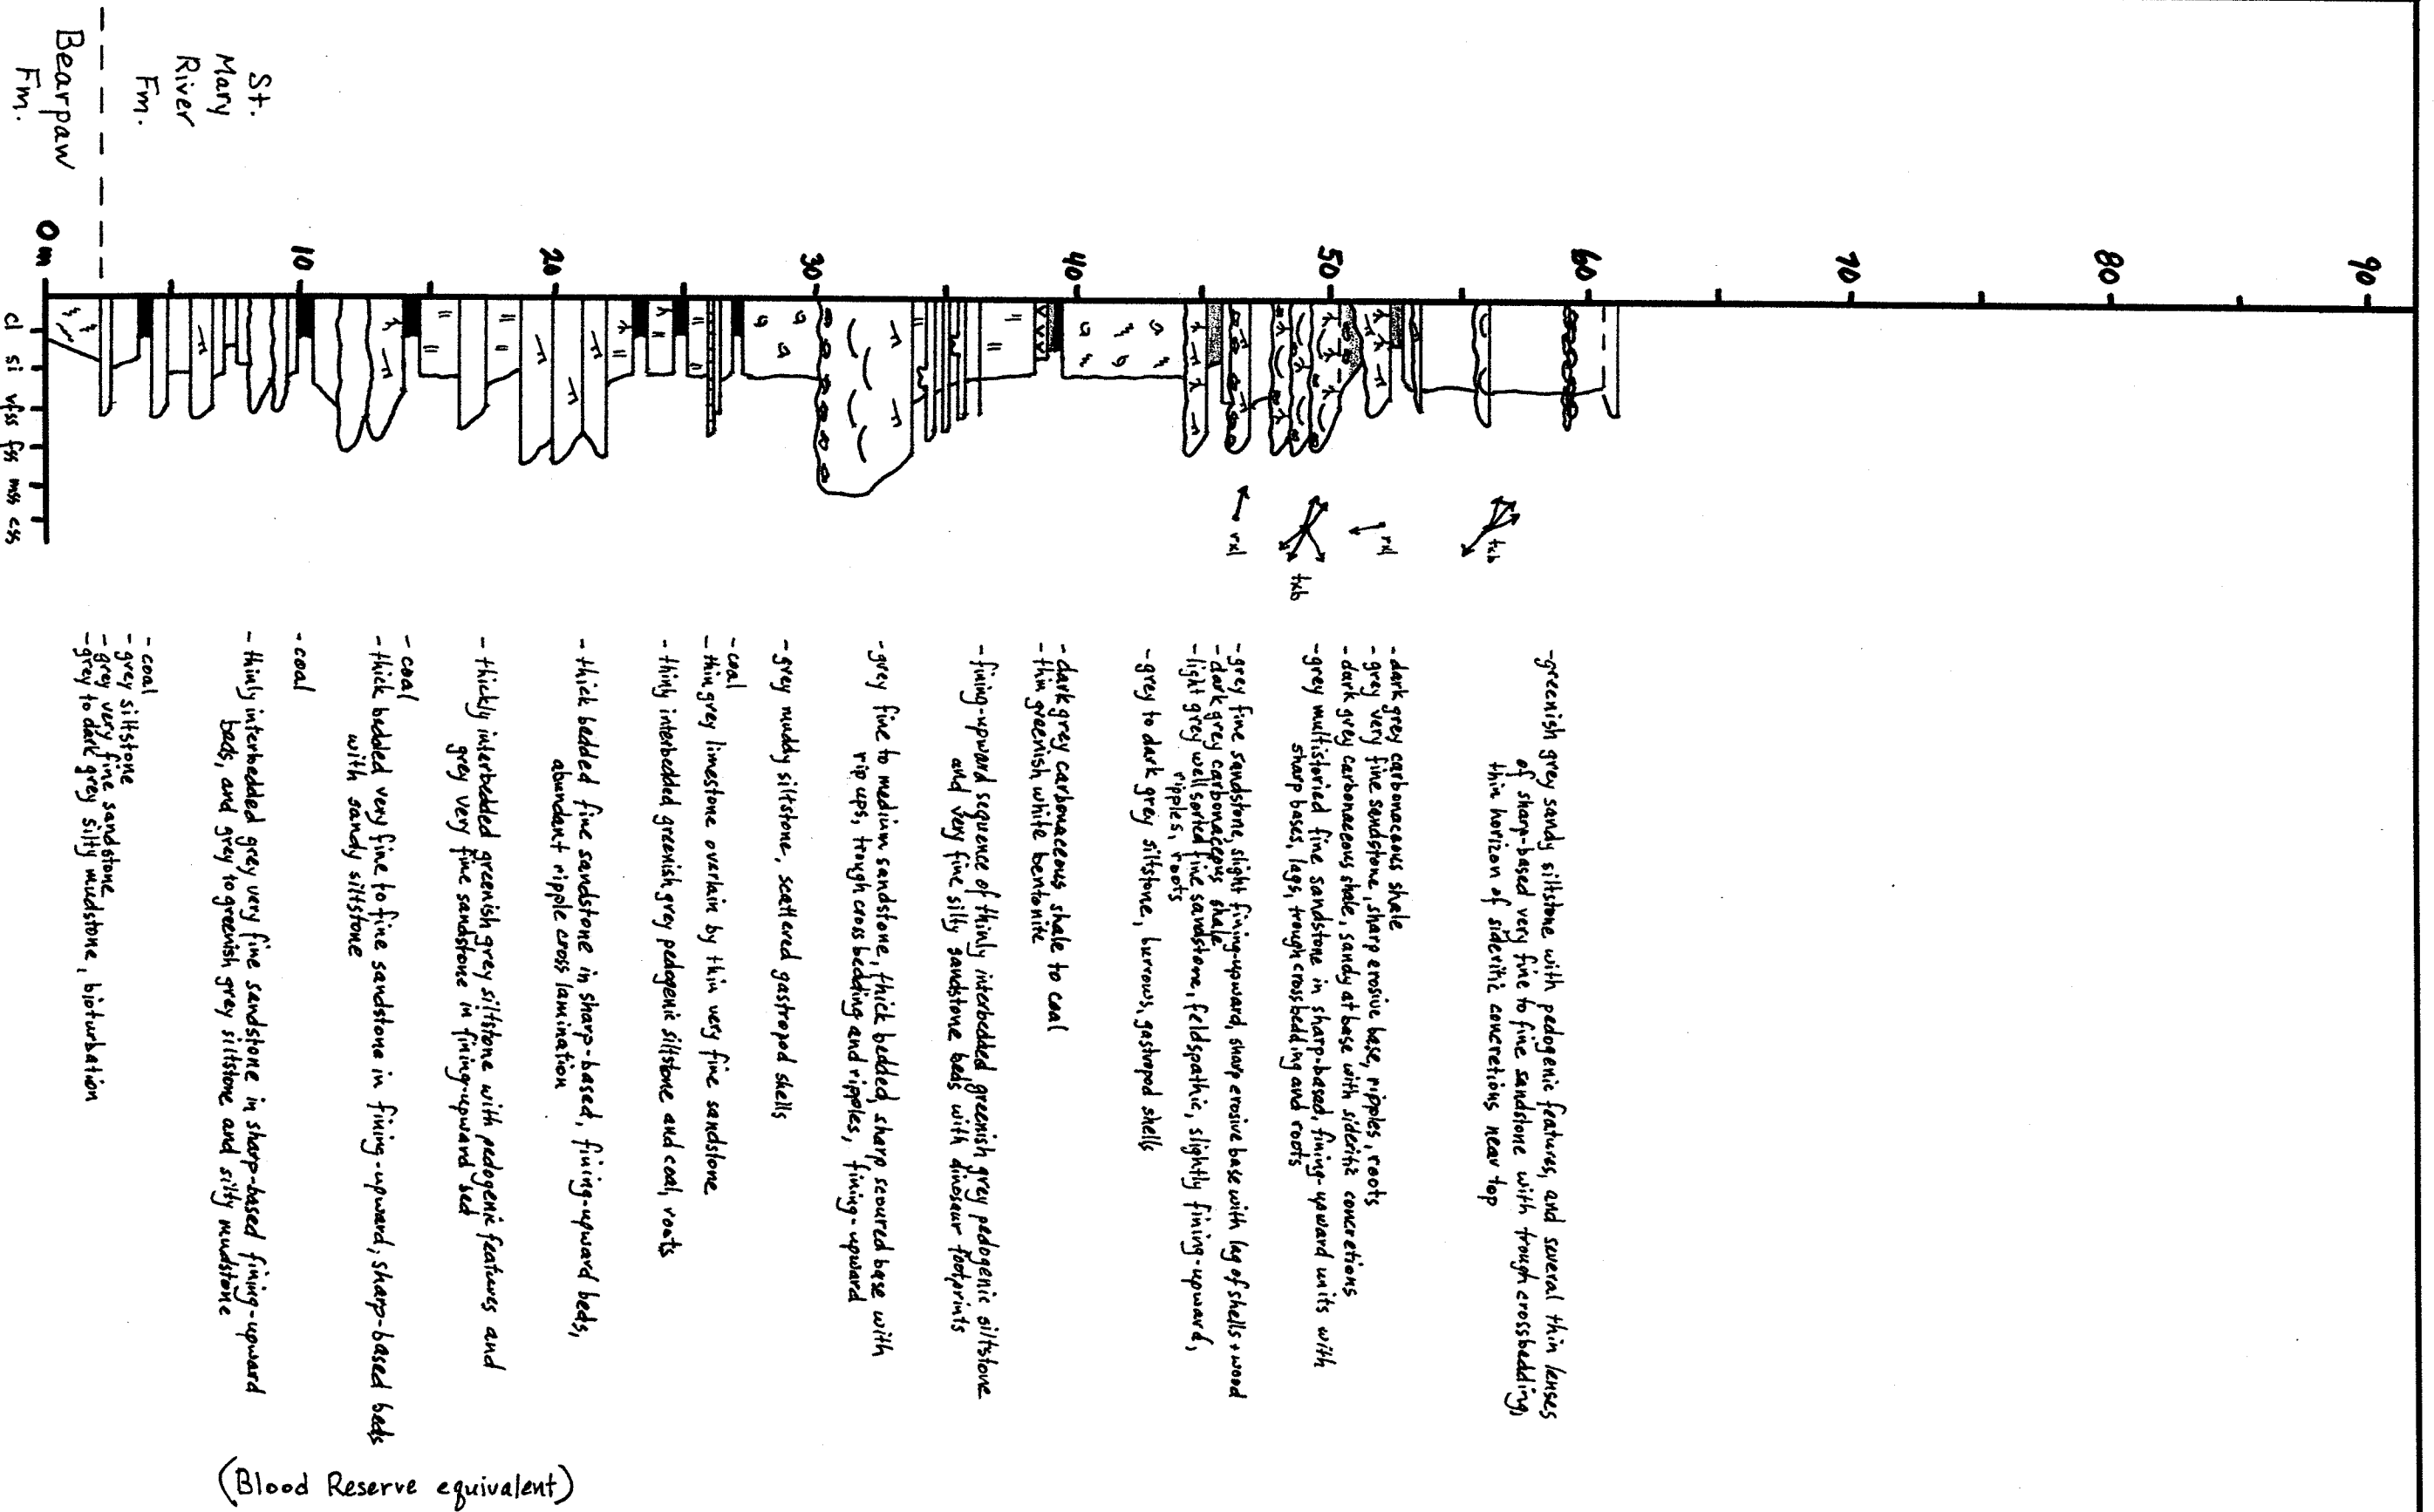 90
80
70
60
50
40
30
20
10
0 m
cl si vfss fss mss css
St.
Mary
River
Fm.
Bearpaw
Fm.
txb
rxl
txb
rxl
-greenish grey sandy siltstone with pedogenic features, and several thin lenses
of sharp-based very fine to fine sandstone with trough crossbedding,
thin horizon of sideritic concretions near top
-dark grey carbonaceous shale
-grey very fine sandstone, sharp erosive base, ripples, roots
-dark grey carbonaceous shale, sandy at base with sideritic concretions
-grey multistoried fine sandstone in sharp-based, fining-upward units with
sharp bases, lags, trough crossbedding and roots
-grey fine sandstone, slight fining-upward, sharp erosive base with lag of shells + wood
-dark grey carbonaceous shale
-light grey well sorted fine sandstone, feldspathic, slightly fining-upward,
ripples, roots
-grey to dark grey siltstone, burrows, gastropod shells
-dark grey carbonaceous shale to coal
-thin greenish white bentonite
-fining-upward sequence of thinly interbedded greenish grey pedogenic siltstone
and very fine silty sandstone beds with dinosaur footprints
-grey fine to medium sandstone, thick bedded, sharp scoured base with
rip ups, trough cross bedding and ripples, fining-upward
-grey muddy siltstone, scattered gastropod shells
-coal
-thin grey limestone overlain by thin very fine sandstone
-thinly interbedded greenish grey pedogenic siltstone and coal, roots
-thick bedded fine sandstone in sharp-based, fining-upward beds,
abundant ripple cross lamination
-thickly interbedded greenish grey siltstone with pedogenic features and
grey very fine sandstone in fining-upward bed
-coal
-thick bedded very fine to fine sandstone in fining-upward, sharp-based beds
with sandy siltstone
-coal
-thinly interbedded grey very fine sandstone in sharp-based fining-upward
beds, and grey to greenish grey siltstone and silty mudstone
-coal
-grey siltstone
-grey very fine sandstone
-grey to dark grey silty mudstone, bioturbation
(Blood Reserve equivalent)